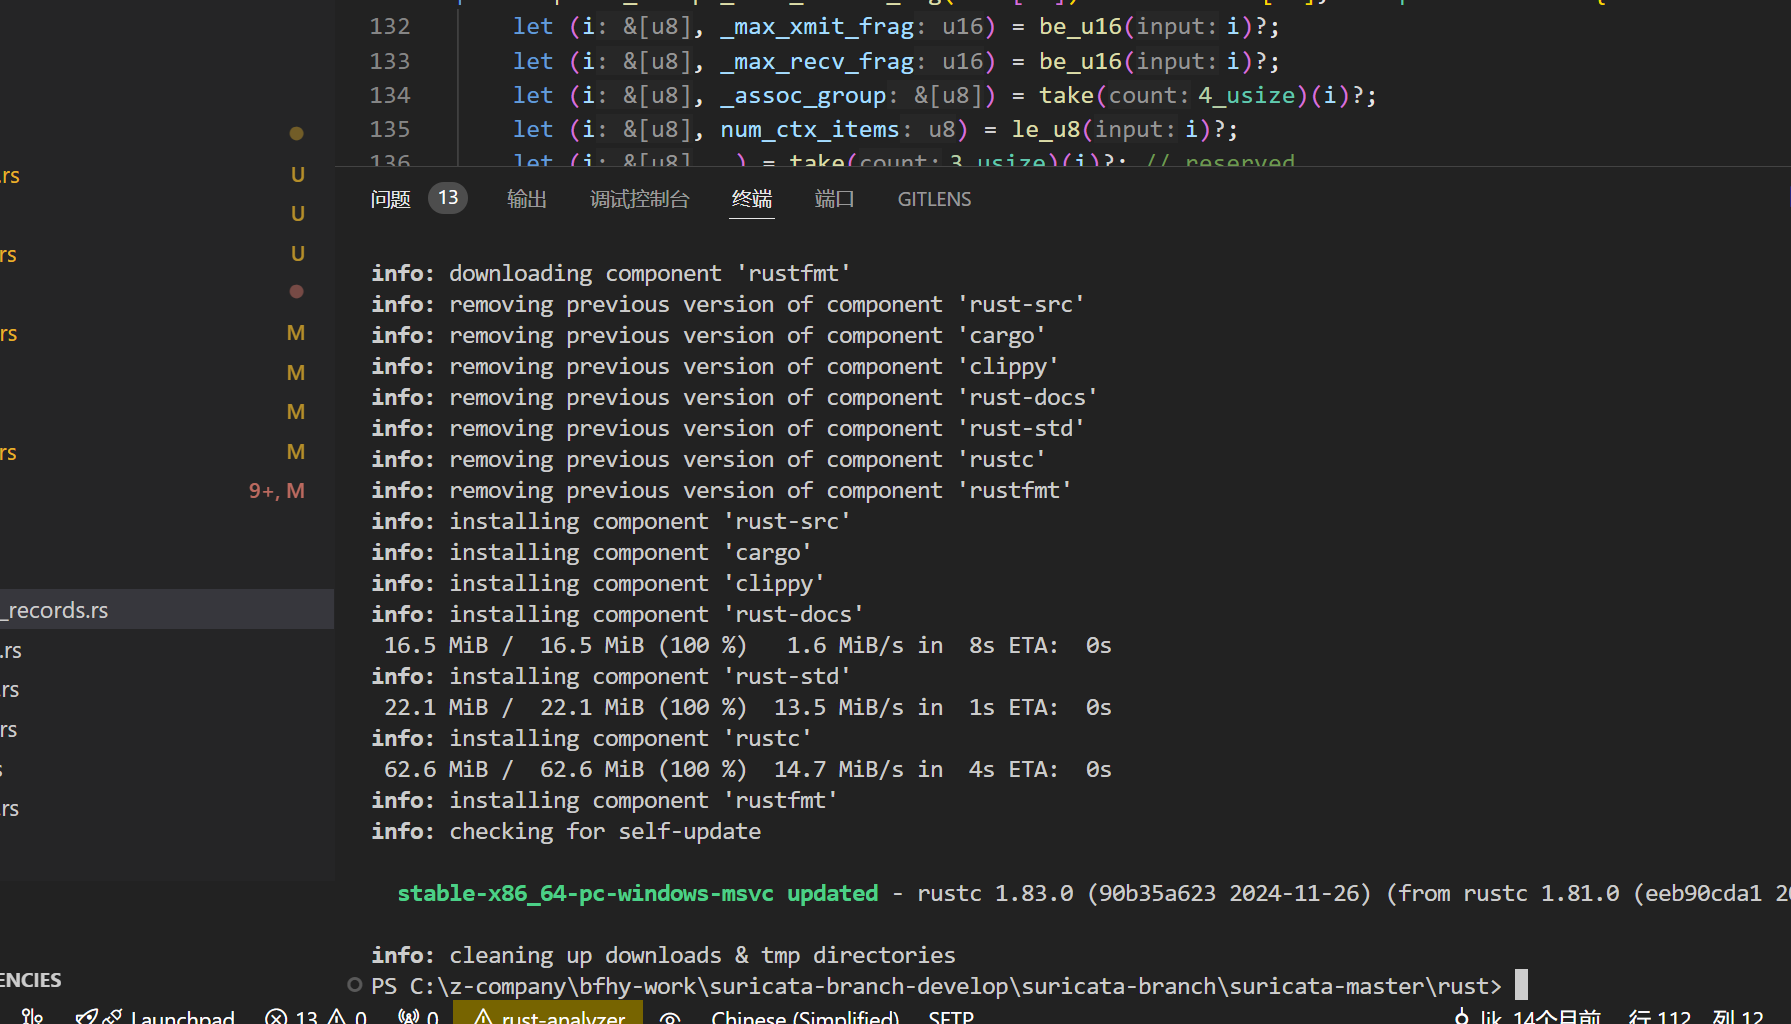 132 let (i: &[u8], _max_xmit_frag: u16) = be_u16(input: i)?;
133 let (i: &[u8], _max_recv_frag: u16) = be_u16(input: i)?;
134 let (i: &[u8], _assoc_group: &[u8]) = take(count: 4_usize)(i)?;
135 let (i: &[u8], num_ctx_items: u8) = le_u8(input: i)?;
136 let (i: &[u8], _) = take(count: 3_usize)(i)?; // reserved
.rs U
U
rs U
rs M
M
M
rs M
9+, M
_records.rs
.rs
.rs
rs
.rs
ENCIES
问题 13 输出 调试控制台 终端 端口 GITLENS
info: downloading component 'rustfmt'
info: removing previous version of component 'rust-src'
info: removing previous version of component 'cargo'
info: removing previous version of component 'clippy'
info: removing previous version of component 'rust-docs'
info: removing previous version of component 'rust-std'
info: removing previous version of component 'rustc'
info: removing previous version of component 'rustfmt'
info: installing component 'rust-src'
info: installing component 'cargo'
info: installing component 'clippy'
info: installing component 'rust-docs'
16.5 MiB / 16.5 MiB (100 %) 1.6 MiB/s in 8s ETA: 0s
info: installing component 'rust-std'
22.1 MiB / 22.1 MiB (100 %) 13.5 MiB/s in 1s ETA: 0s
info: installing component 'rustc'
62.6 MiB / 62.6 MiB (100 %) 14.7 MiB/s in 4s ETA: 0s
info: installing component 'rustfmt'
info: checking for self-update
stable-x86_64-pc-windows-msvc updated - rustc 1.83.0 (90b35a623 2024-11-26) (from rustc 1.81.0 (eeb90cda1 20
info: cleaning up downloads & tmp directories
PS C:\z-company\bfhy-work\suricata-branch-develop\suricata-branch\suricata-master\rust>
Launchpad 13 0 0 rust-analyzer Chinese (Simplified) SFTP lik, 14个月前 行 112, 列 12